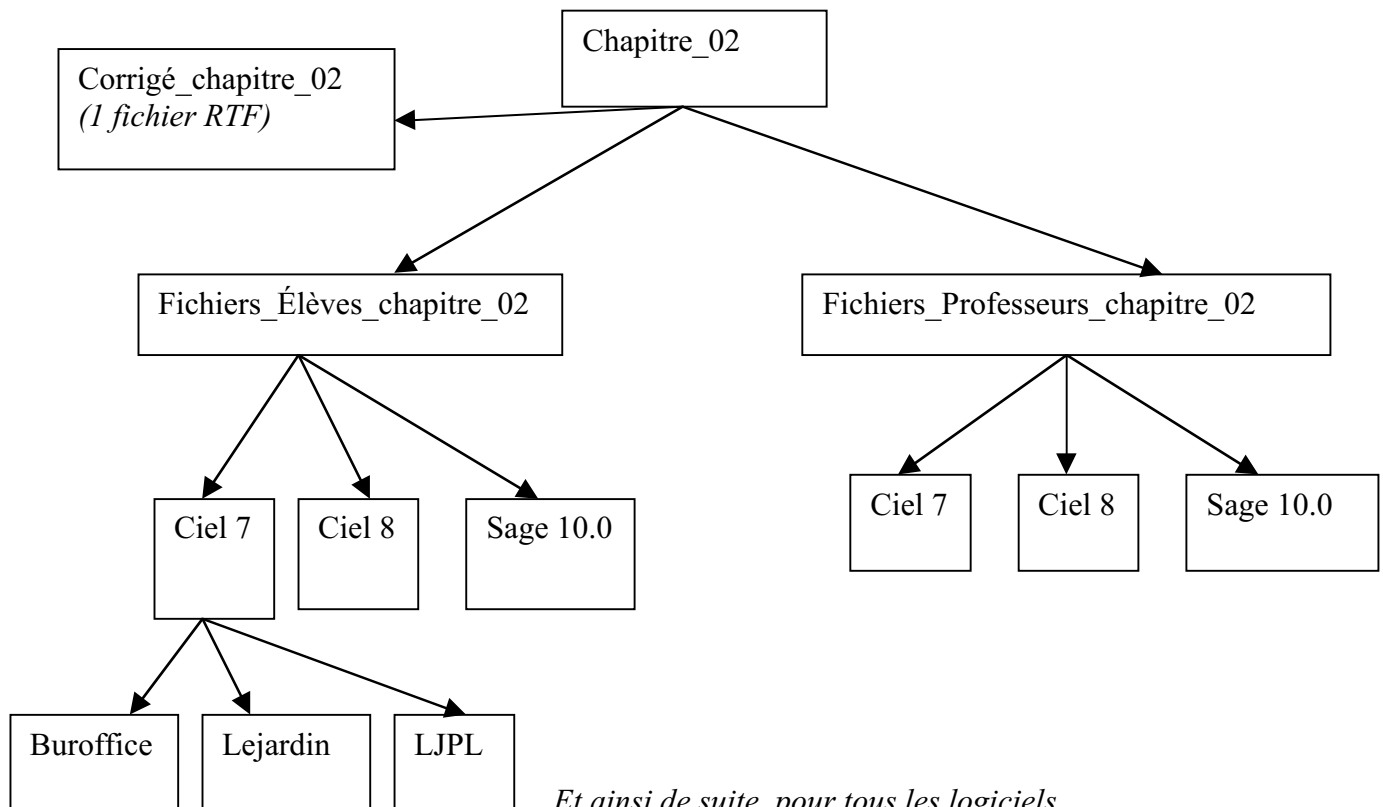 Chapitre_02
Corrigé_chapitre_02
(1 fichier RTF)
Fichiers_Élèves_chapitre_02
Fichiers_Professeurs_chapitre_02
Ciel 7
Ciel 8
Sage 10.0
Ciel 7
Ciel 8
Sage 10.0
Buroffice
Lejardin
LJPL
Et ainsi de suite, pour tous les logiciels